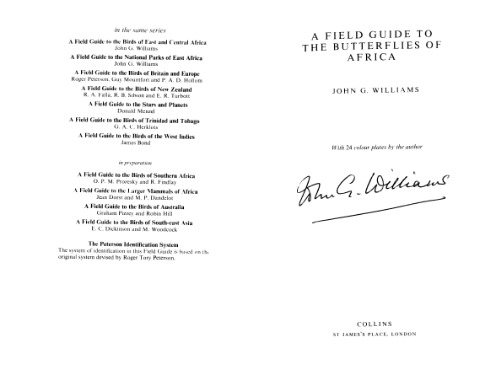 in the same series
A Field Guide to the Birds of East and Central Africa
John G. Williams
A Field Guide to the National Parks of East Africa
John G. Williams
A Field Guide to the Birds of Britain and Europe
Roger Peterson, Guy Mountfort and P. A. D. Hollom
A Field Guide to the Birds of New Zealand
R. A. Falla, R. B. Sibson and E. R. Turbott
A Field Guide to the Stars and Planets
Donald Menzel
A Field Guide to the Birds of Trinidad and Tobago
G. A. C. Herklots
A Field Guide to the Birds of the West Indies
James Bond
in preparation
A Field Guide to the Birds of Southern Africa
O. P. M. Prozesky and R. Findlay
A Field Guide to the Larger Mammals of Africa
Jean Dorst and M. P. Dandelot
A Field Guide to the Birds of Australia
Graham Pizzey and Robin Hill
A Field Guide to the Birds of South-east Asia
E. C. Dickinson and M. Woodcock
The Peterson Identification System
The system of identification in this Field Guide is based on the
original system devised by Roger Tory Peterson.
A FIELD GUIDE TO
THE BUTTERFLIES OF
AFRICA
JOHN G. WILLIAMS
With 24 colour plates by the author
John G. Williams
COLLINS
ST JAMES'S PLACE, LONDON